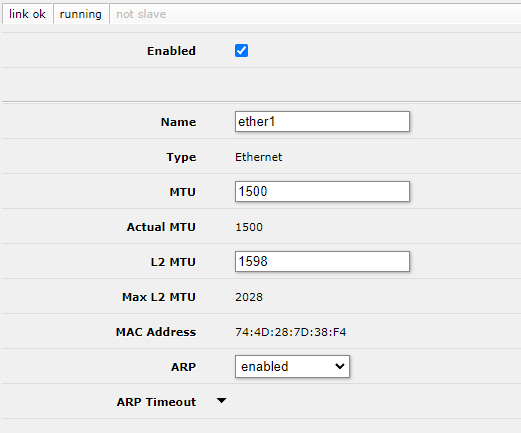 link ok running not slave
Enabled
Name ether1
Type Ethernet
MTU 1500
Actual MTU 1500
L2 MTU 1598
Max L2 MTU 2028
MAC Address 74:4D:28:7D:38:F4
ARP enabled
ARP Timeout